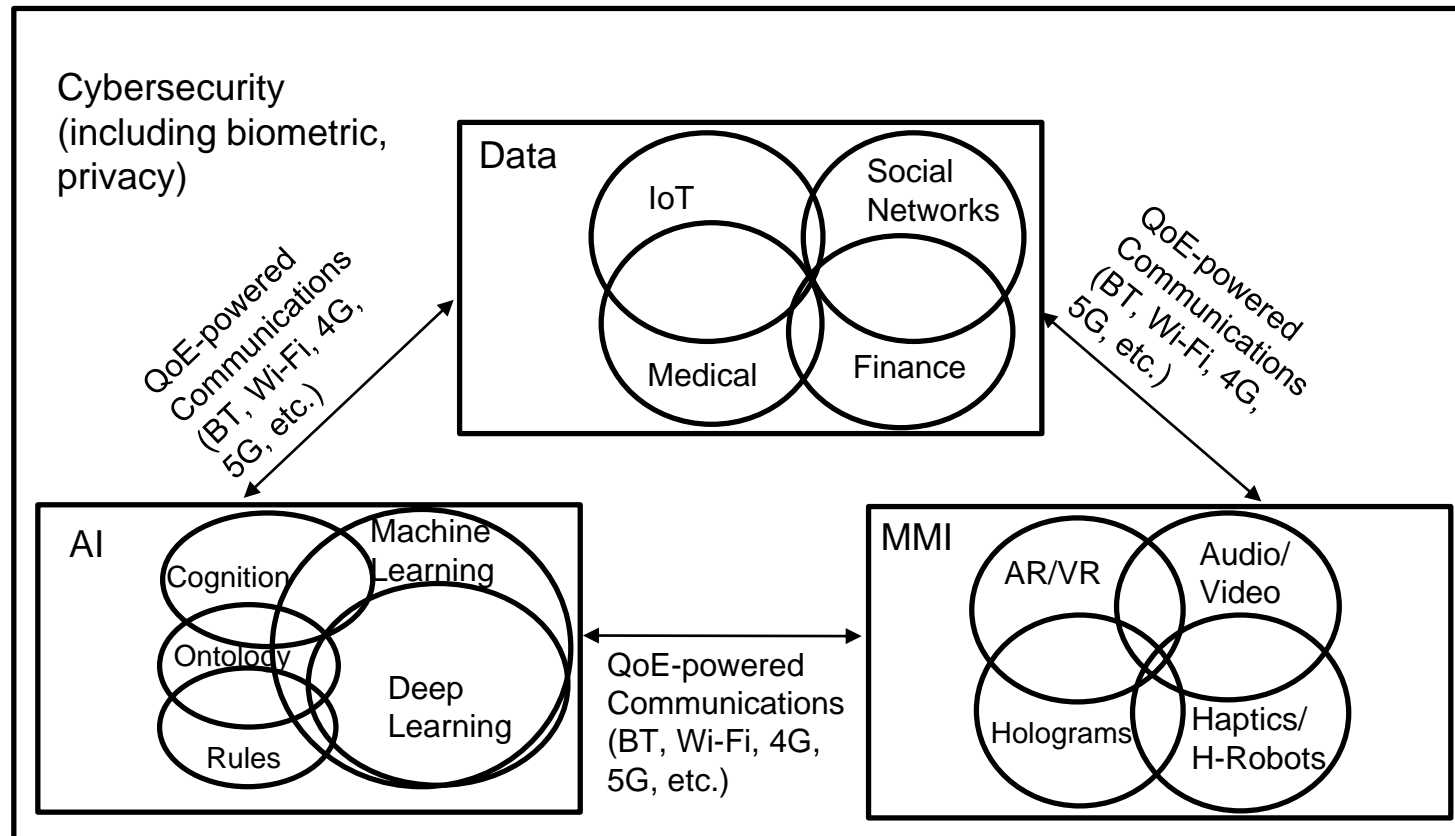 Cybersecurity
(including biometric,
privacy)
Data
IoT
Social
Networks
Medical
Finance
QoE-powered
Communications
(BT, Wi-Fi, 4G,
5G, etc.)
QoE-powered
Communications
(BT, Wi-Fi, 4G,
5G, etc.)
AI
Cognition
Machine
Learning
Ontolody
Deep
Learning
Rules
QoE-powered
Communications
(BT, Wi-Fi, 4G,
5G, etc.)
MMI
AR/VR
Audio/
Video
Holograms
Haptics/
H-Robots